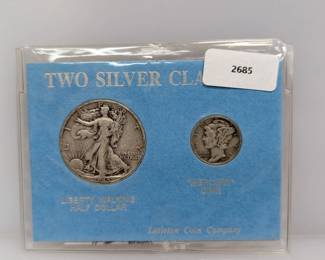 TWO SILVER CLA
2685
LIBERTY WALKING
HALF DOLLAR
"MERCURY"
DIME
Littleton Coin Company